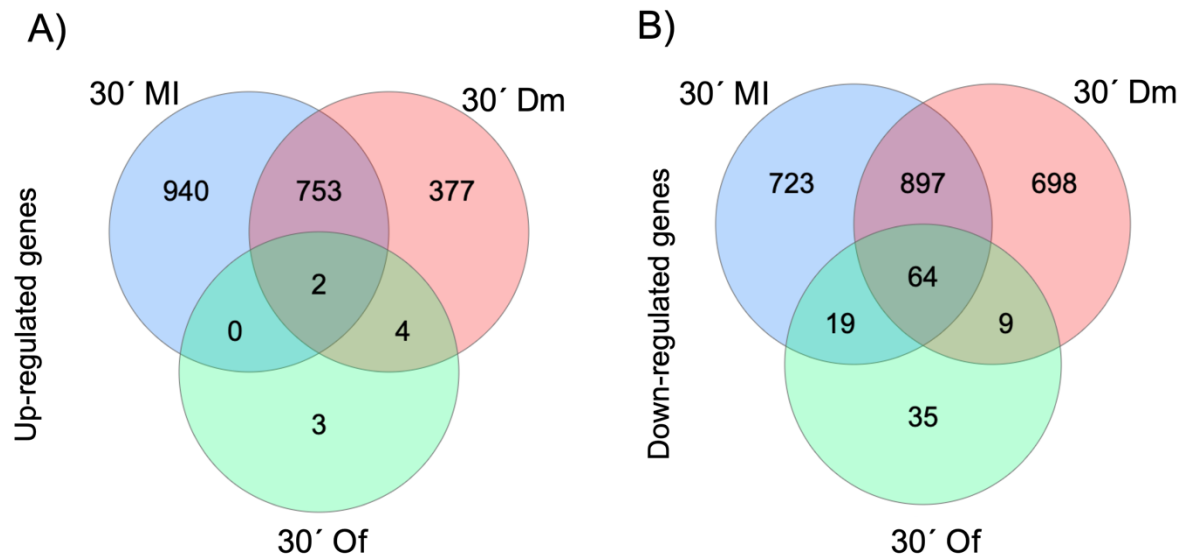 A)
B)
30´ Ml
30´ Dm
30´ Ml
30´ Dm
940
753
377
723
897
698
2
64
0
4
19
9
3
35
Up-regulated genes
Down-regulated genes
30´ Of
30´ Of